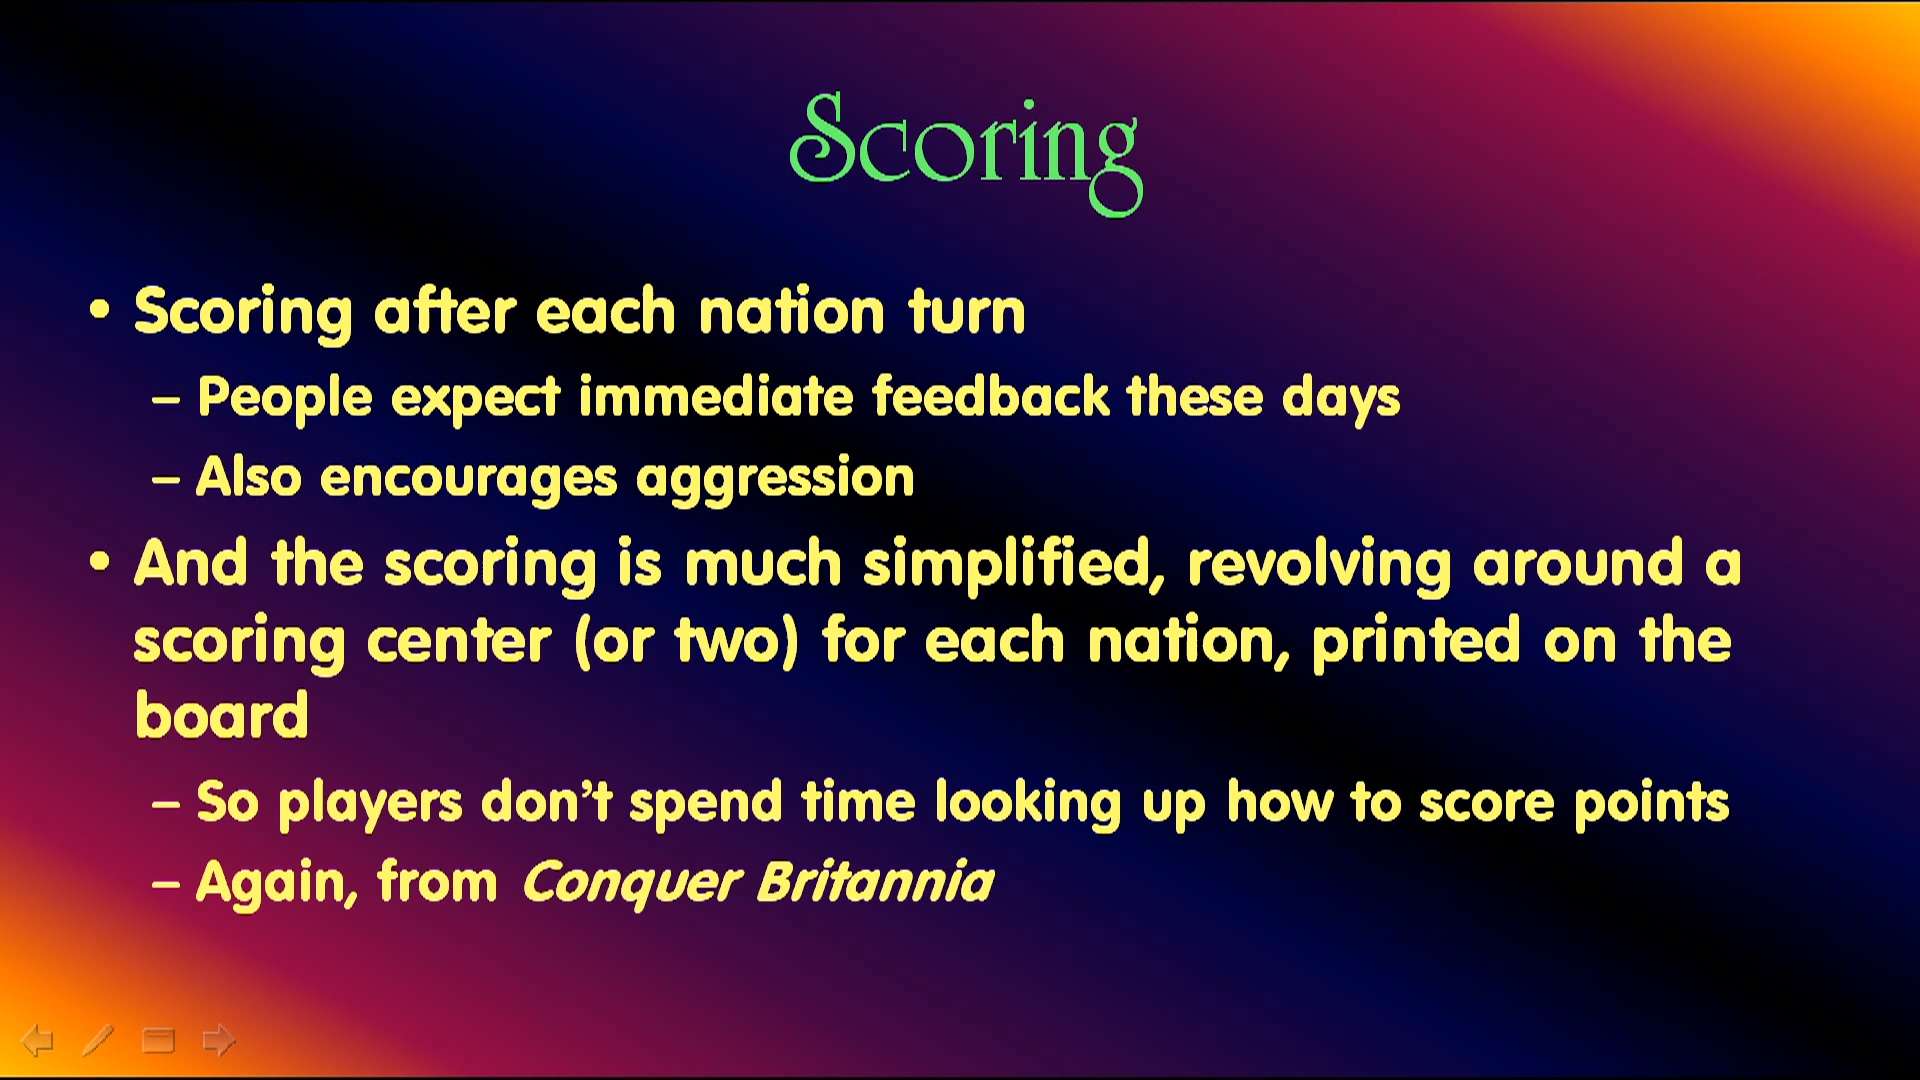 Scoring
• Scoring after each nation turn
– People expect immediate feedback these days
– Also encourages aggression
• And the scoring is much simplified, revolving around a
scoring center (or two) for each nation, printed on the
board
– So players don’t spend time looking up how to score points
– Again, from Conquer Britannia